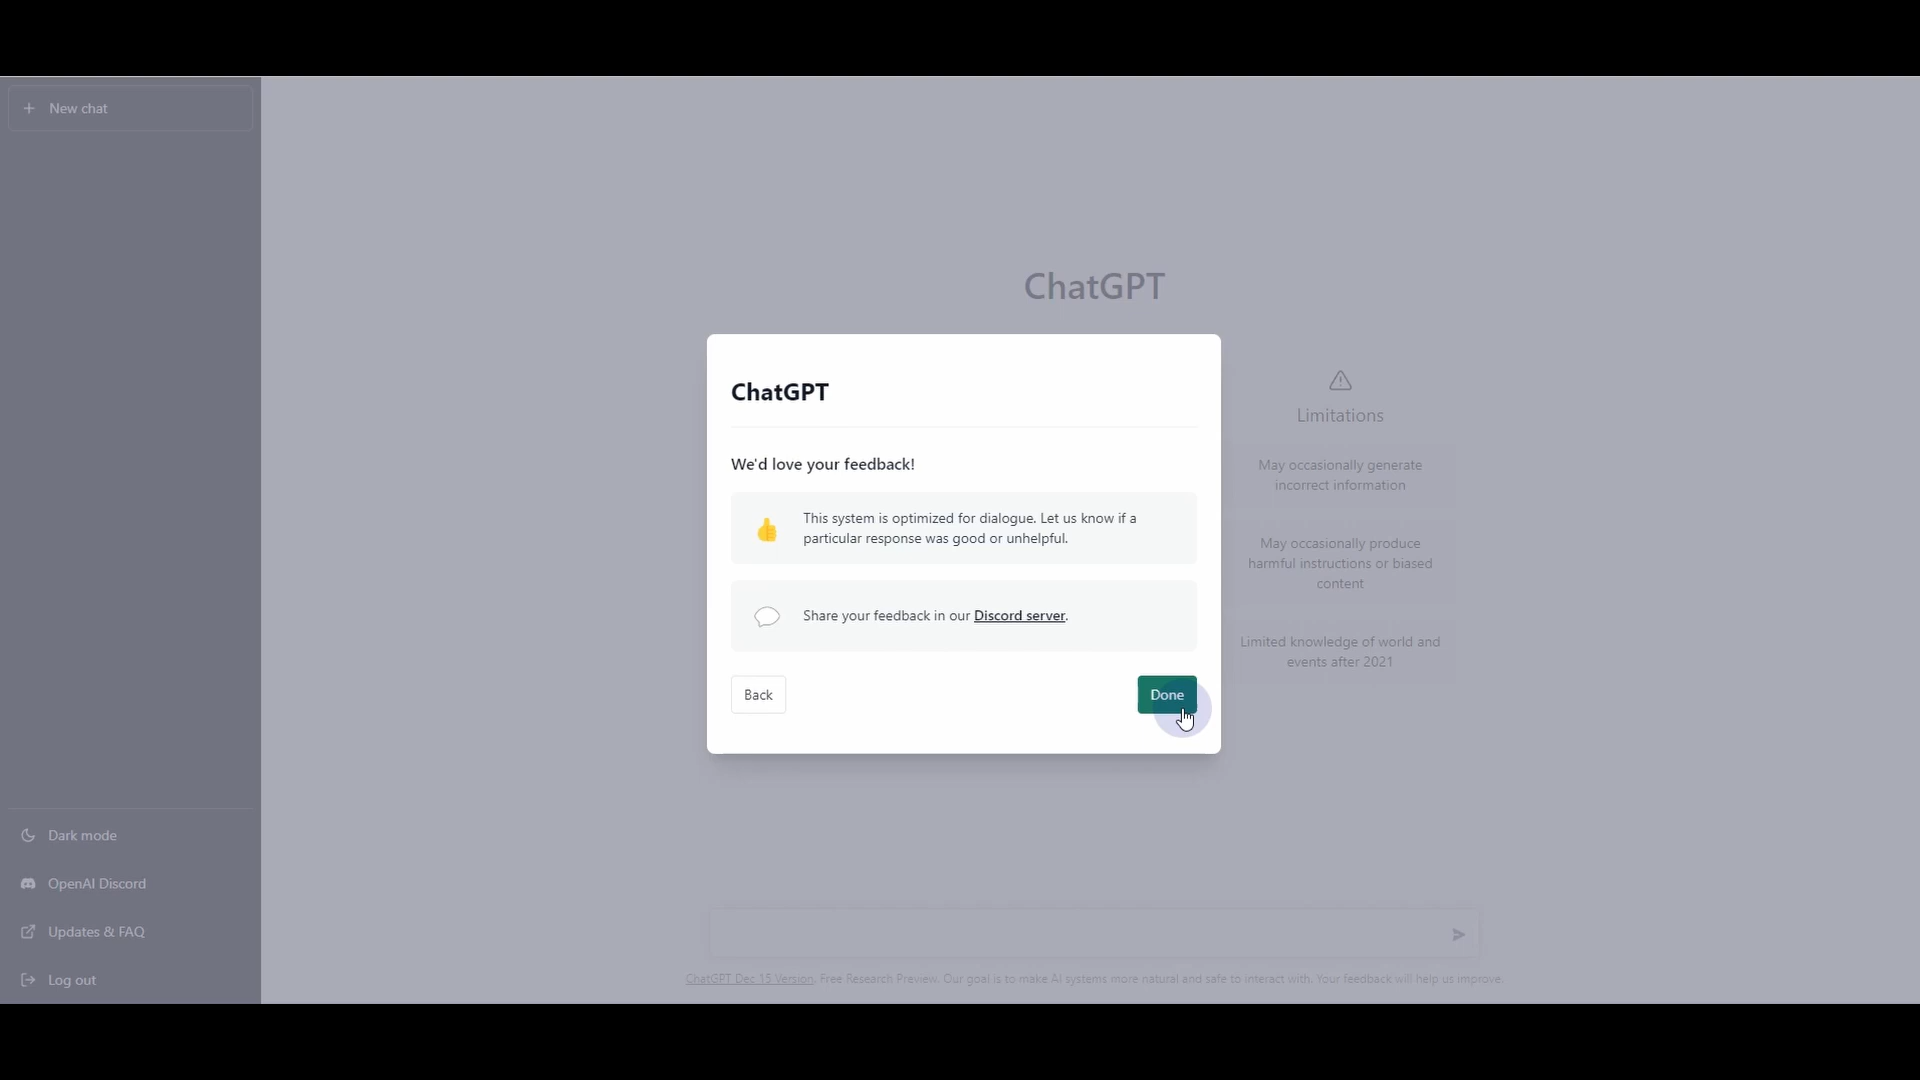 New chat
ChatGPT
ChatGPT
We'd love your feedback!
This system is optimized for dialogue. Let us know if a
particular response was good or unhelpful.
Share your feedback in our Discord server.
Back
Done
Limitations
May occasionally generate
incorrect information
May occasionally produce
harmful instructions or biased
content
Limited knowledge of world and
events after 2021
Dark mode
OpenAI Discord
Updates & FAQ
Log out
ChatGPT Dec 15 Version. Free Research Preview. Our goal is to make AI systems more natural and safe to interact with. Your feedback will help us improve.